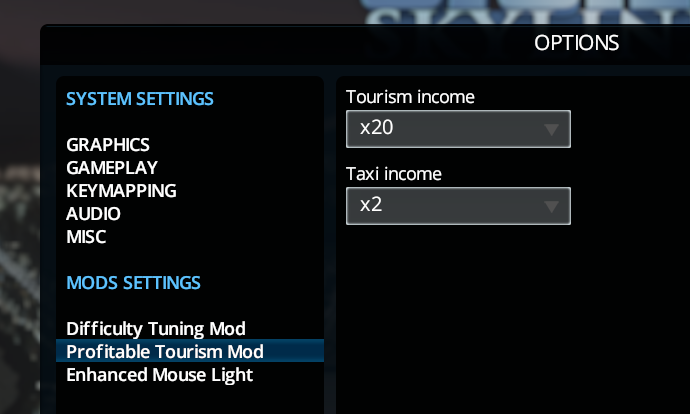 OPTIONS
SYSTEM SETTINGS
GRAPHICS
GAMEPLAY
KEYMAPPING
AUDIO
MISC
MODS SETTINGS
Difficulty Tuning Mod
Profitable Tourism Mod
Enhanced Mouse Light
Tourism income
x20
Taxi income
x2